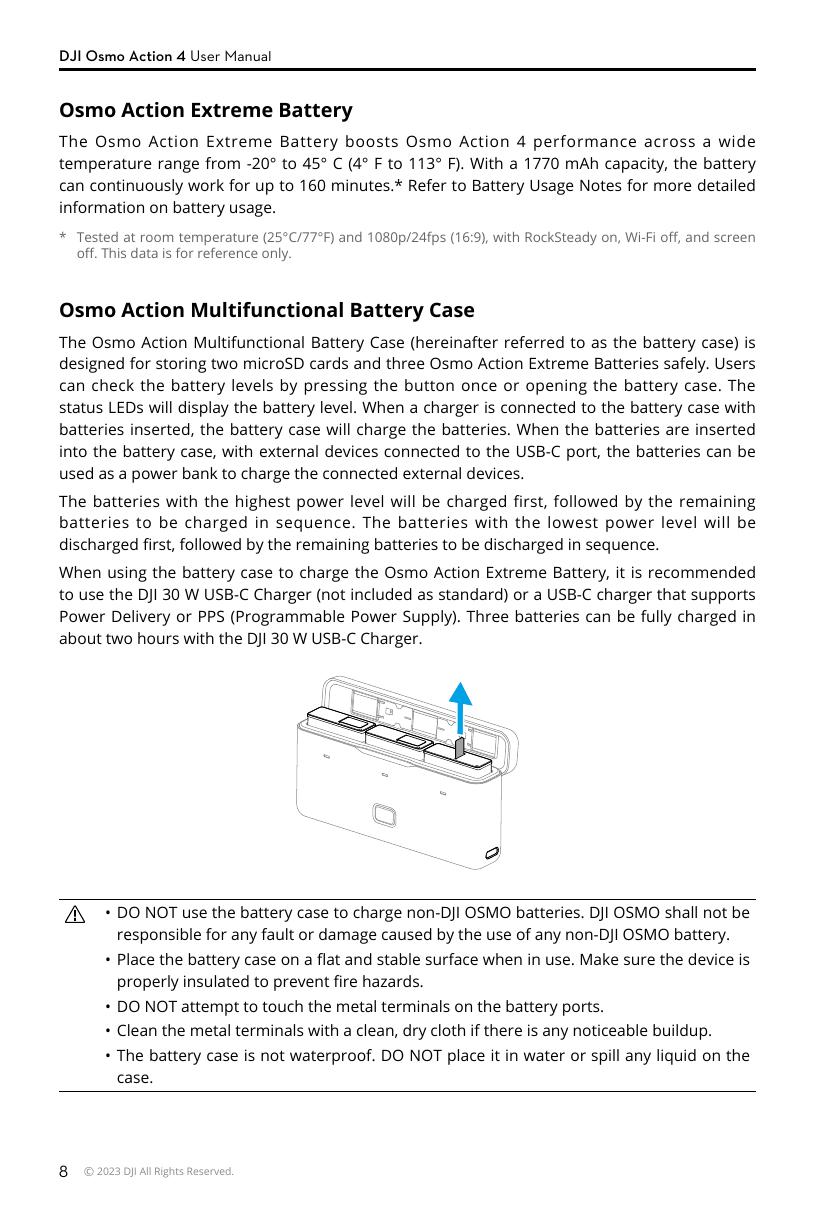 DJI Osmo Action 4 User Manual
Osmo Action Extreme Battery
The Osmo Action Extreme Battery boosts Osmo Action 4 performance across a wide
temperature range from -20° to 45° C (4° F to 113° F). With a 1770 mAh capacity, the battery
can continuously work for up to 160 minutes.* Refer to Battery Usage Notes for more detailed
information on battery usage.
* Tested at room temperature (25°C/77°F) and 1080p/24fps (16:9), with RockSteady on, Wi-Fi off, and screen
off. This data is for reference only.
Osmo Action Multifunctional Battery Case
The Osmo Action Multifunctional Battery Case (hereinafter referred to as the battery case) is
designed for storing two microSD cards and three Osmo Action Extreme Batteries safely. Users
can check the battery levels by pressing the button once or opening the battery case. The
status LEDs will display the battery level. When a charger is connected to the battery case with
batteries inserted, the battery case will charge the batteries. When the batteries are inserted
into the battery case, with external devices connected to the USB-C port, the batteries can be
used as a power bank to charge the connected external devices.
The batteries with the highest power level will be charged first, followed by the remaining
batteries to be charged in sequence. The batteries with the lowest power level will be
discharged first, followed by the remaining batteries to be discharged in sequence.
When using the battery case to charge the Osmo Action Extreme Battery, it is recommended
to use the DJI 30 W USB-C Charger (not included as standard) or a USB-C charger that supports
Power Delivery or PPS (Programmable Power Supply). Three batteries can be fully charged in
about two hours with the DJI 30 W USB-C Charger.
• DO NOT use the battery case to charge non-DJI OSMO batteries. DJI OSMO shall not be
responsible for any fault or damage caused by the use of any non-DJI OSMO battery.
• Place the battery case on a flat and stable surface when in use. Make sure the device is
properly insulated to prevent fire hazards.
• DO NOT attempt to touch the metal terminals on the battery ports.
• Clean the metal terminals with a clean, dry cloth if there is any noticeable buildup.
• The battery case is not waterproof. DO NOT place it in water or spill any liquid on the
case.
8 © 2023 DJI All Rights Reserved.